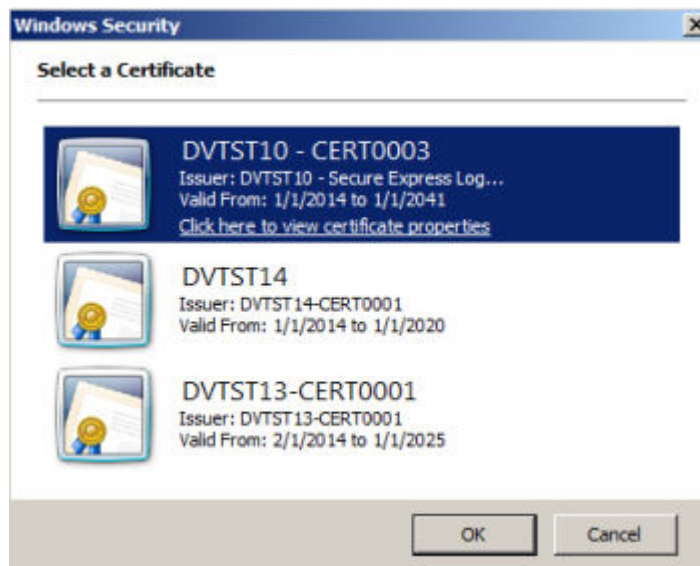 Windows Security
Select a Certificate
DVTST10 - CERT0003
Issuer: DVTST10 - Secure Express Log...
Valid From: 1/1/2014 to 1/1/2041
Click here to view certificate properties
DVTST14
Issuer: DVTST14-CERT0001
Valid From: 1/1/2014 to 1/1/2020
DVTST13-CERT0001
Issuer: DVTST13-CERT0001
Valid From: 2/1/2014 to 1/1/2025
OK
Cancel